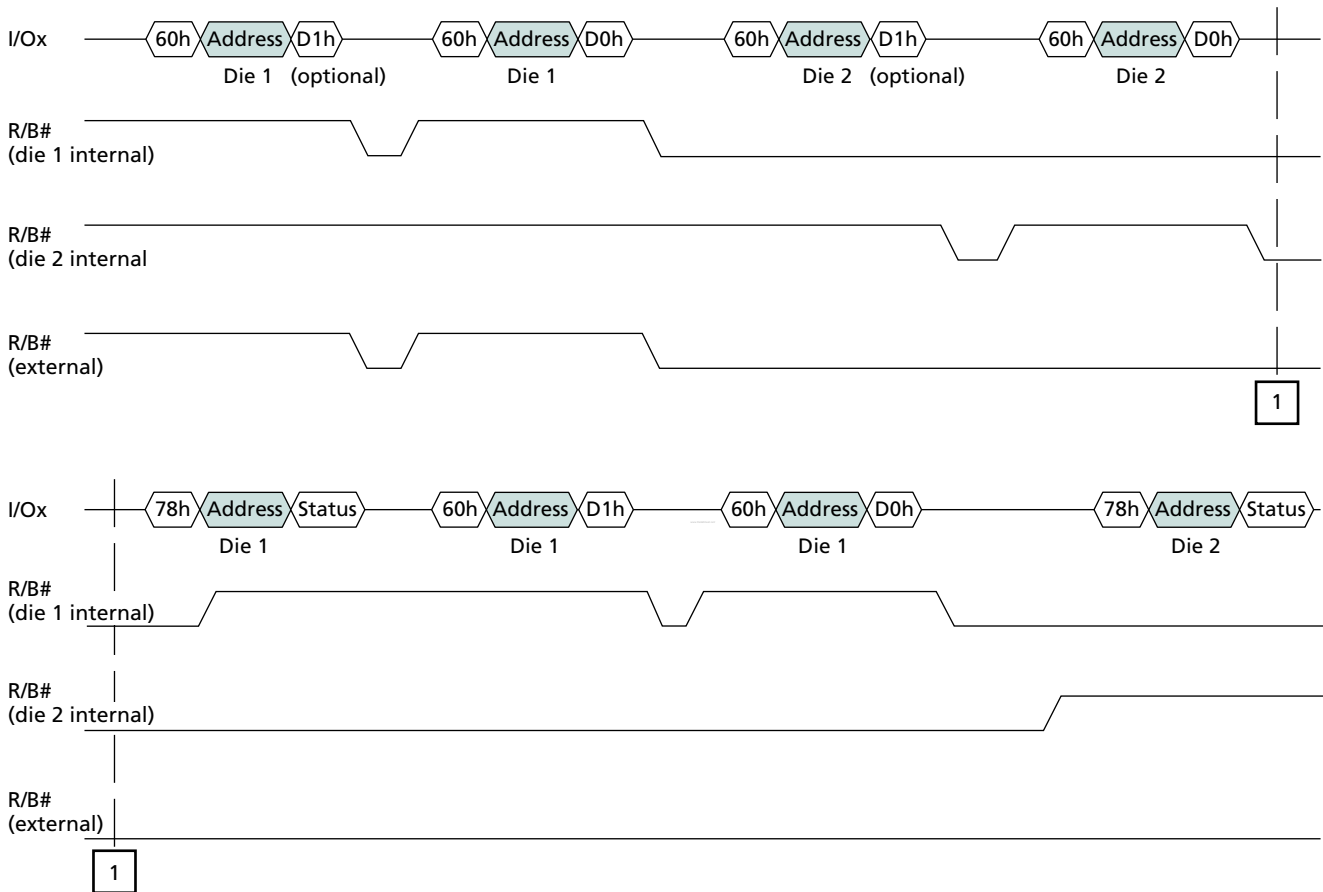 I/Ox 60h Address D1h 60h Address D0h 60h Address D1h 60h Address D0h
Die 1 (optional) Die 1 Die 2 (optional) Die 2
R/B#
(die 1 internal)
R/B#
(die 2 internal
R/B#
(external)
1
I/Ox 78h Address Status 60h Address D1h 60h Address D0h 78h Address Status
Die 1 Die 1 Die 1 Die 2
R/B#
(die 1 internal)
R/B#
(die 2 internal)
R/B#
(external)
1